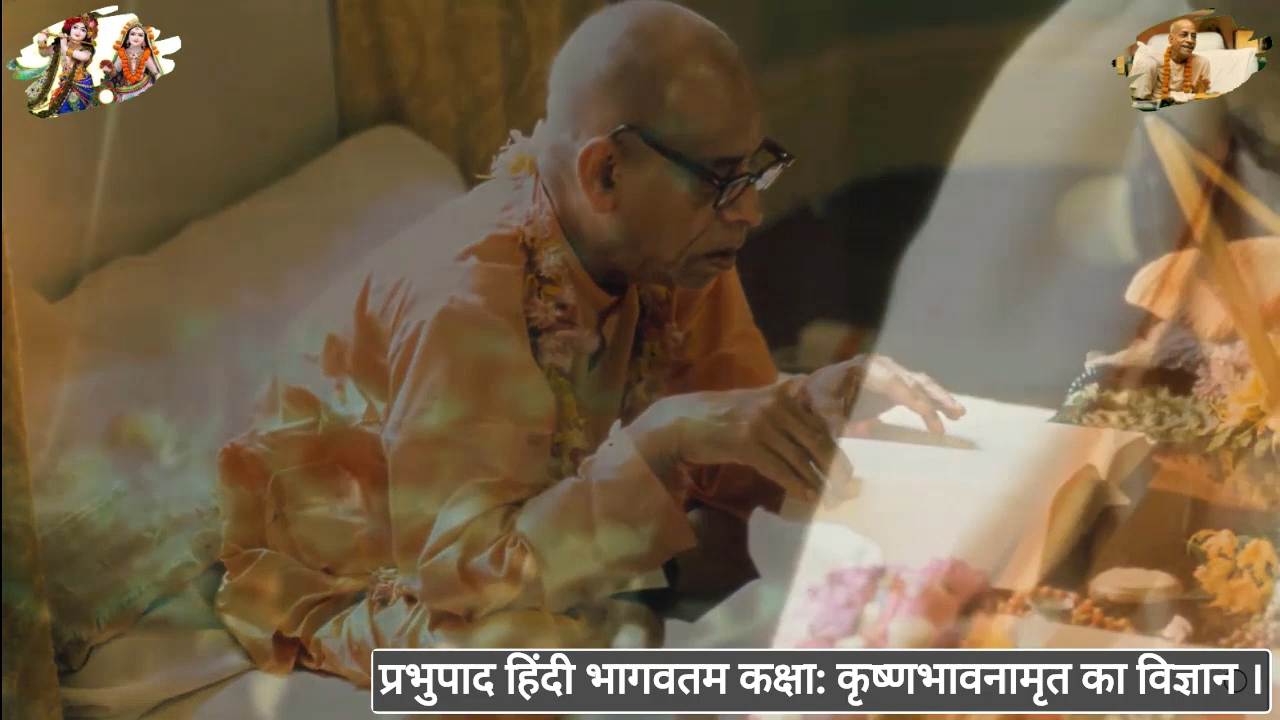 प्रभुपाद हिंदी भागवतम कक्षा: कृष्णभावनामृत का विज्ञान ।